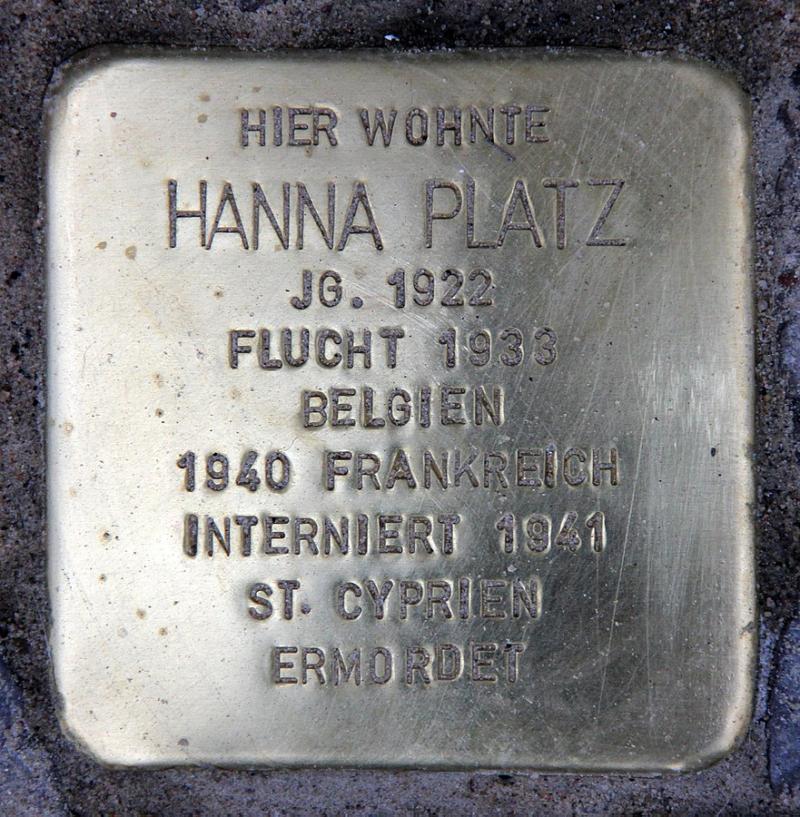 HIER WOHNTE
HANNA PLATZ
JG. 1922
FLUCHT 1933
BELGIEN
1940 FRANKREICH
INTERNIERT 1941
ST. CYPRIEN
ERMORDET